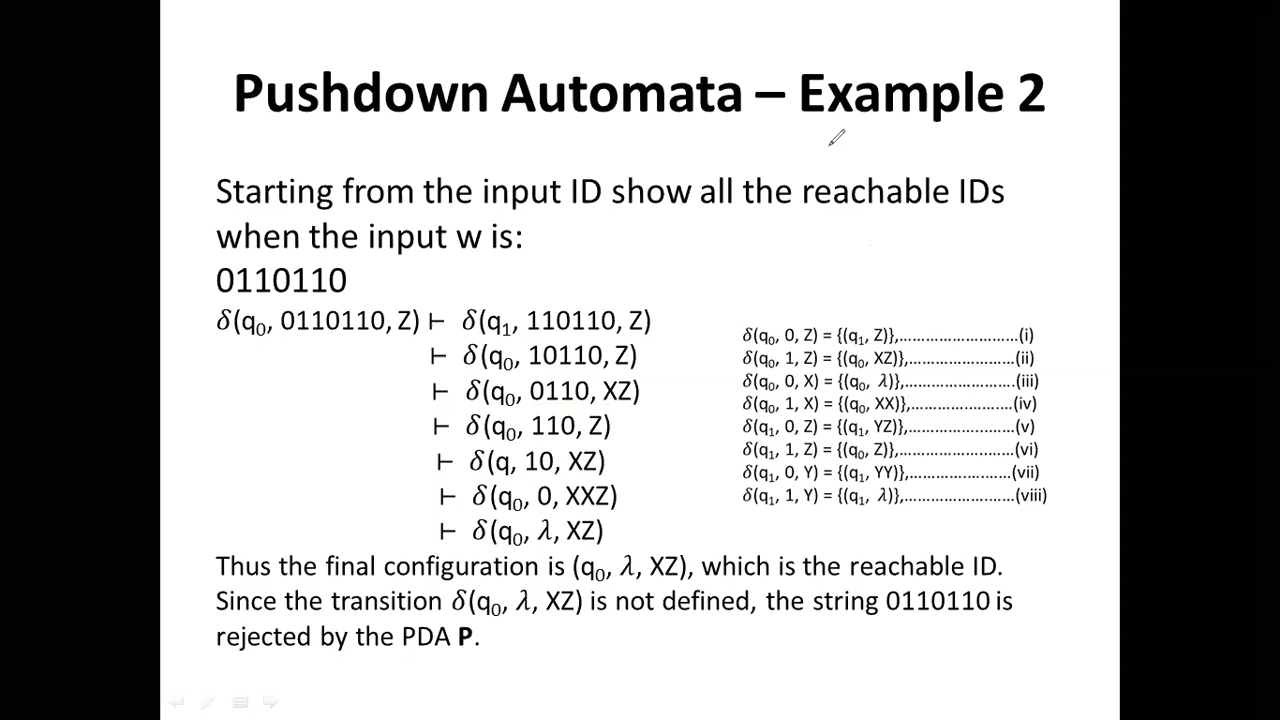 Pushdown Automata – Example 2
Starting from the input ID show all the reachable IDs
when the input w is:
0110110
𝛿(q₀, 0110110, Z) ⊢ 𝛿(q₁, 110110, Z)
⊢ 𝛿(q₀, 10110, Z)
⊢ 𝛿(q₀, 0110, XZ)
⊢ 𝛿(q₀, 110, Z)
⊢ 𝛿(q, 10, XZ)
⊢ 𝛿(q₀, 0, XXZ)
⊢ 𝛿(q₀, 𝜆, XZ)
𝛿(q₀, 0, Z) = {(q₁, Z)},...........................(i)
𝛿(q₀, 1, Z) = {(q₀, XZ)},........................(ii)
𝛿(q₀, 0, X) = {(q₀, 𝜆)},.........................(iii)
𝛿(q₀, 1, X) = {(q₀, XX)},........................(iv)
𝛿(q₁, 0, Z) = {(q₁, YZ)},........................(v)
𝛿(q₁, 1, Z) = {(q₀, Z)},.........................(vi)
𝛿(q₁, 0, Y) = {(q₁, YY)},.......................(vii)
𝛿(q₁, 1, Y) = {(q₁, 𝜆)},.........................(viii)
Thus the final configuration is (q₀, 𝜆, XZ), which is the reachable ID.
Since the transition 𝛿(q₀, 𝜆, XZ) is not defined, the string 0110110 is
rejected by the PDA P.